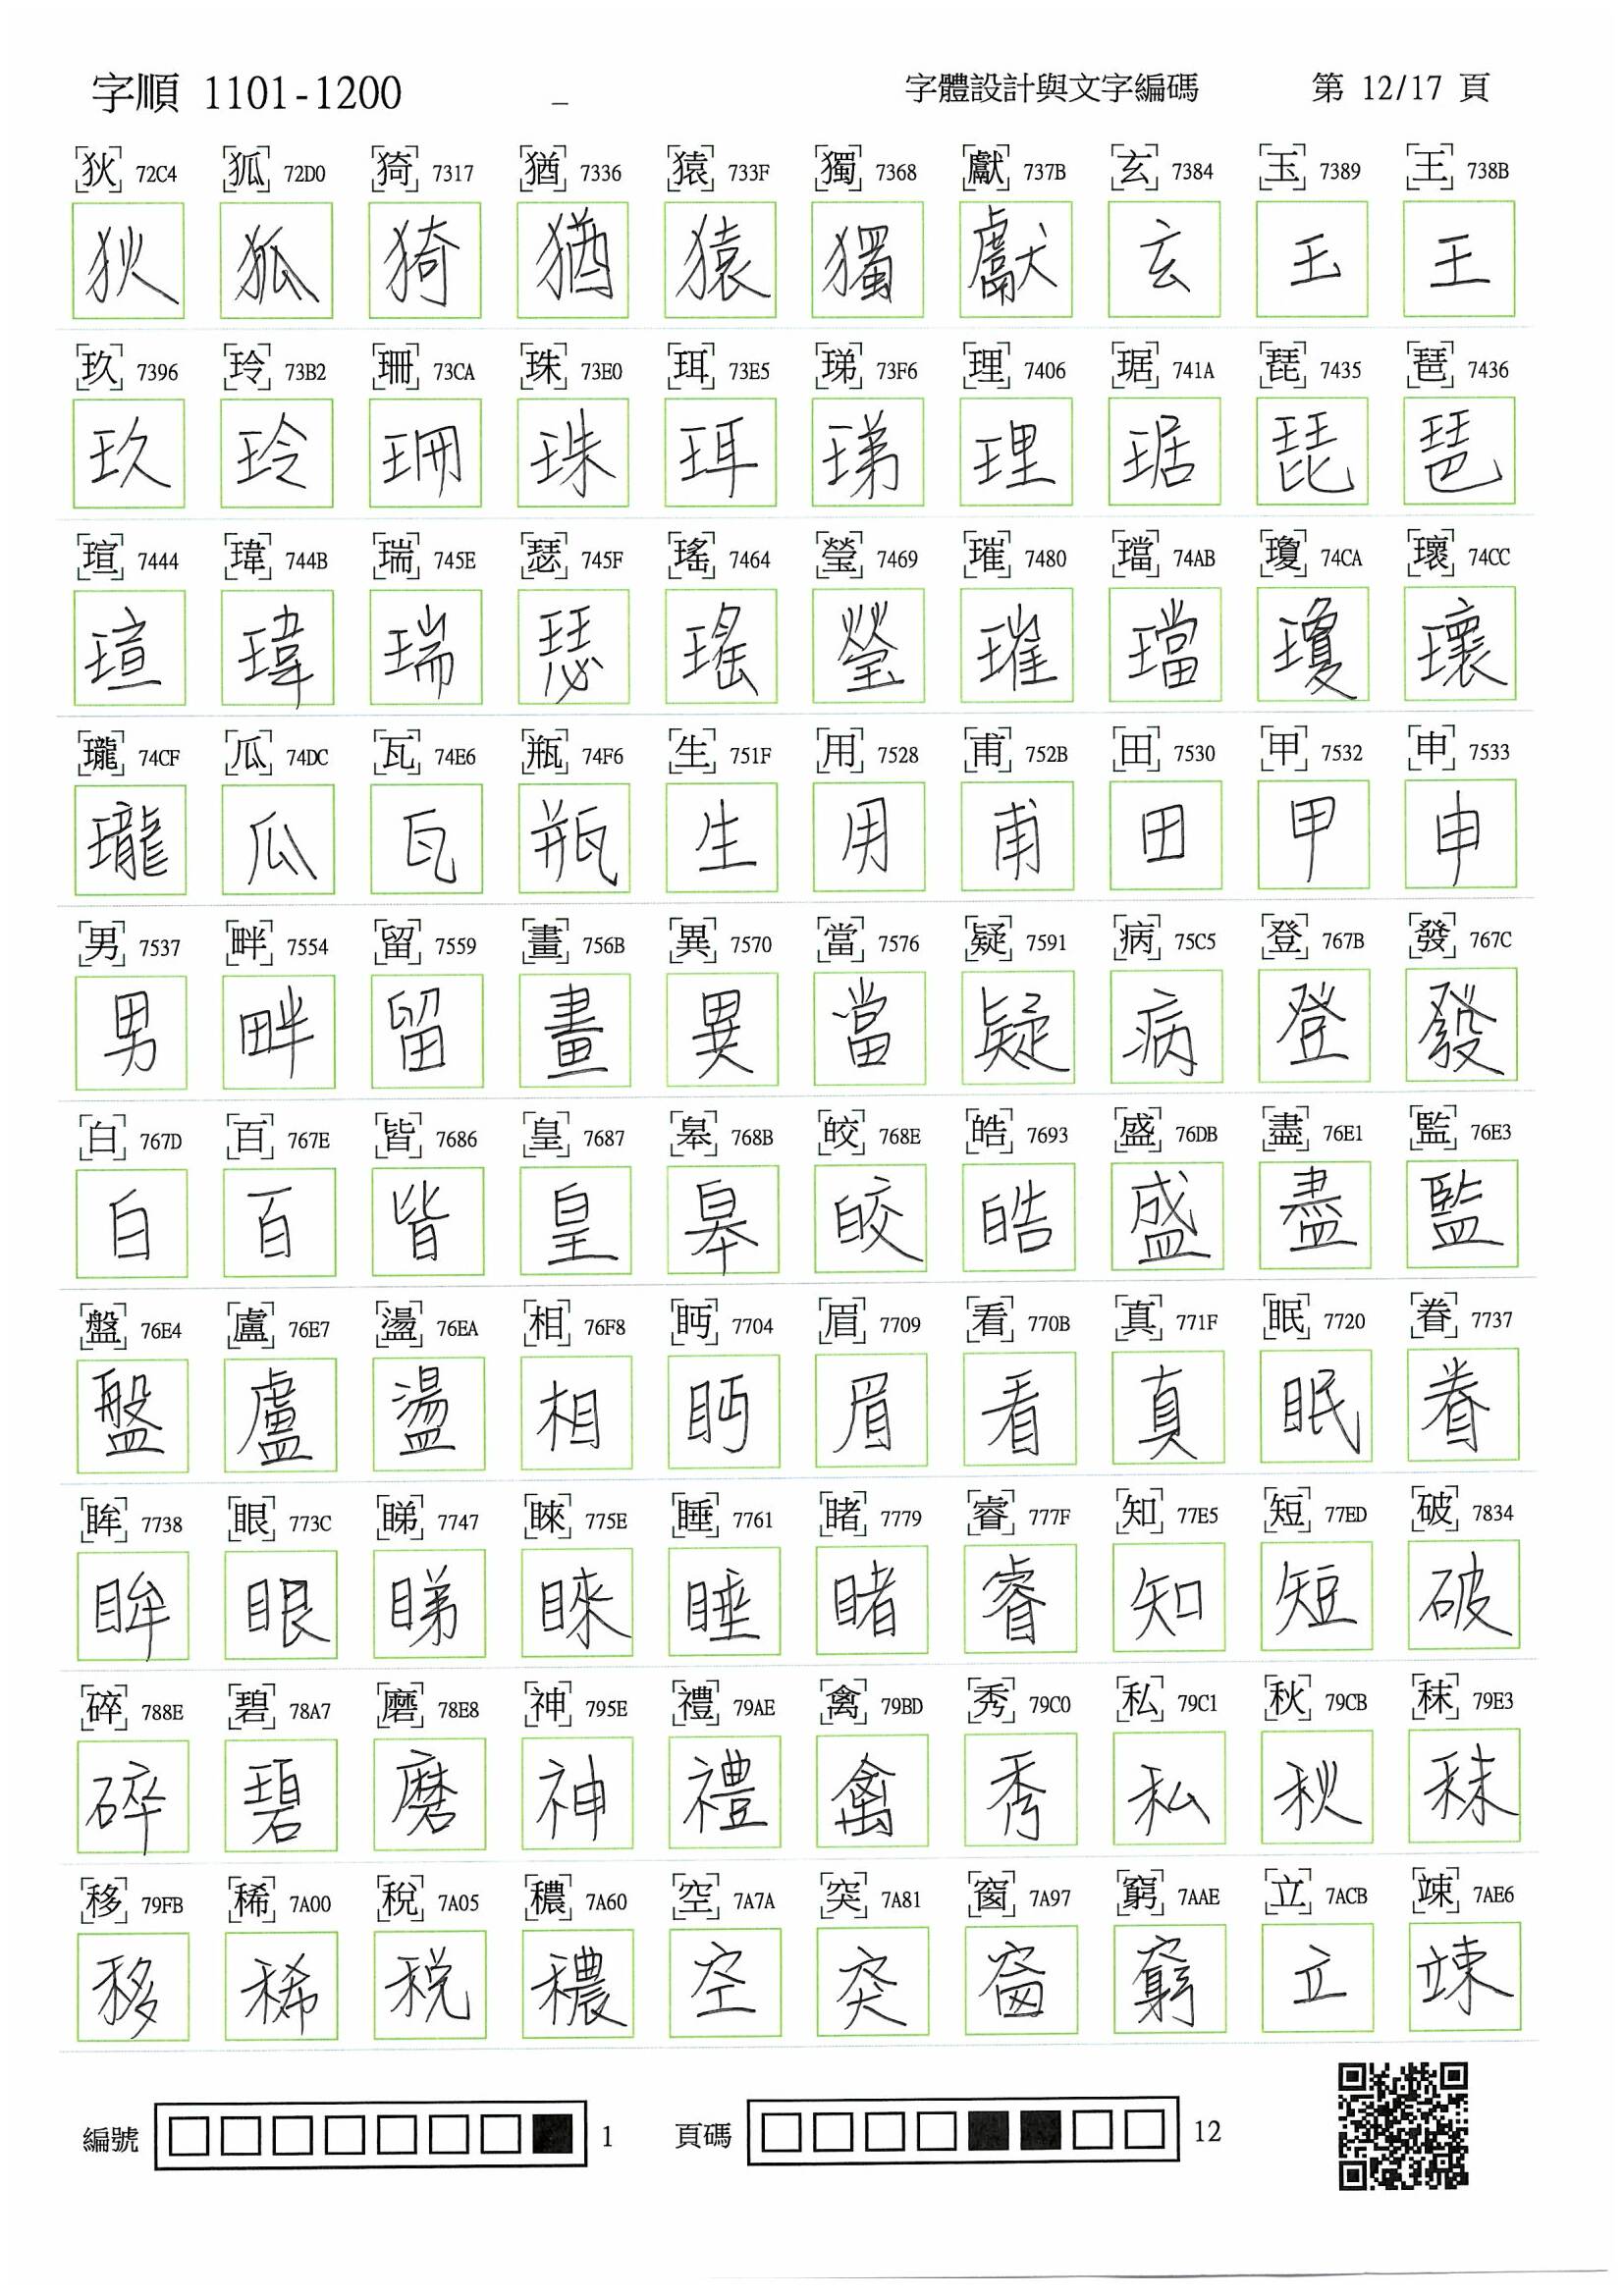 字順 1101-1200 _ 字體設計與文字編碼 第 12/17 頁
狄 72C4 狐 72D0 猗 7317 猶 7336 猿 733F 獨 7368 獻 737B 玄 7384 玉 7389 王 738B
狄 狐 猗 猶 猿 獨 獻 玄 玉 王
玖 7396 玲 73B2 珊 73CA 珠 73E0 珥 73E5 珶 73F6 理 7406 琚 741A 琵 7435 琶 7436
玖 玲 珊 珠 珥 珶 理 琚 琵 琶
瑄 7444 瑋 744B 瑞 745E 瑟 745F 瑤 7464 瑩 7469 璀 7480 璫 74AB 瓊 74CA 瓌 74CC
瑄 瑋 瑞 瑟 瑤 瑩 璀 璫 瓊 瓌
瓏 74CF 瓜 74DC 瓦 74E6 瓶 74F6 生 751F 用 7528 甫 752B 田 7530 甲 7532 申 7533
瓏 瓜 瓦 瓶 生 用 甫 田 甲 申
男 7537 畔 7554 留 7559 畫 756B 異 7570 當 7576 疑 7591 病 75C5 登 767B 發 767C
男 畔 留 畫 異 當 疑 病 登 發
白 767D 百 767E 皆 7686 皇 7687 皋 768B 皎 768E 皓 7693 盛 76DB 盡 76E1 監 76E3
白 百 皆 皇 皋 皎 皓 盛 盡 監
盤 76E4 盧 76E7 盪 76EA 相 76F8 眄 7704 眉 7709 看 770B 真 771F 眠 7720 眷 7737
盤 盧 盪 相 眄 眉 看 真 眠 眷
眸 7738 眼 773C 睇 7747 睞 775E 睡 7761 睹 7779 睿 777F 知 77E5 短 77ED 破 7834
眸 眼 睇 睞 睡 睹 睿 知 短 破
碎 788E 碧 78A7 磨 78E8 神 795E 禮 79AE 禽 79BD 秀 79C0 私 79C1 秋 79CB 秣 79E3
碎 碧 磨 神 禮 禽 秀 私 秋 秣
移 79FB 稀 7A00 稅 7A05 穠 7A60 空 7A7A 突 7A81 窗 7A97 窮 7AAE 立 7ACB 竦 7AE6
移 稀 稅 穠 空 突 窗 窮 立 竦
編號 1 頁碼 12